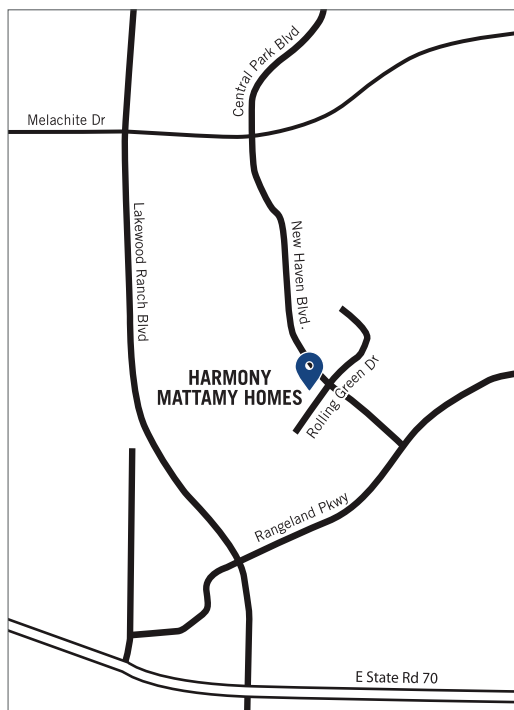 Central Park Blvd
Melachite Dr
Lakewood Ranch Blvd
New Haven Blvd.
HARMONY
MATTAMY HOMES
Rolling Green Dr
Rangeland Pkwy
E State Rd 70